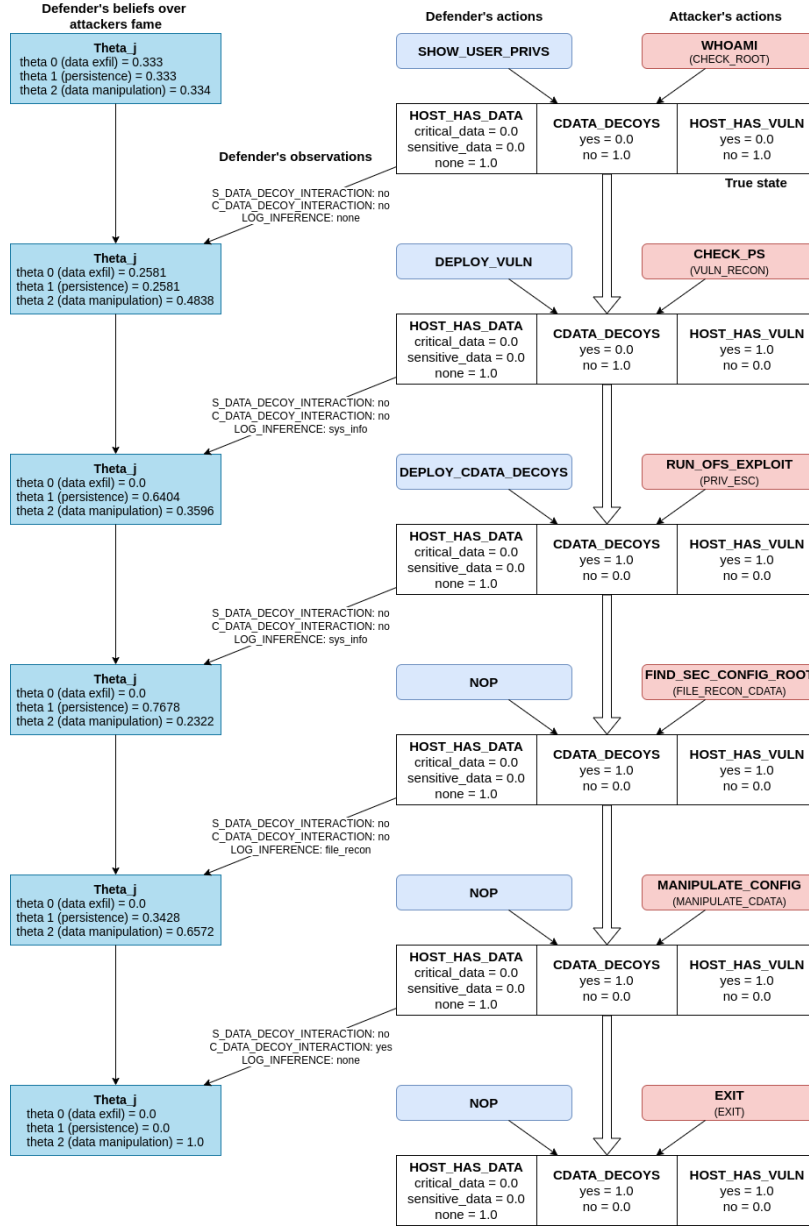 Defender's beliefs over
attackers fame
Defender's actions
Attacker's actions
Theta_j
theta 0 (data exfil) = 0.333
theta 1 (persistence) = 0.333
theta 2 (data manipulation) = 0.334
SHOW_USER_PRIVS
WHOAMI
(CHECK_ROOT)
HOST_HAS_DATA
critical_data = 0.0
sensitive_data = 0.0
none = 1.0
CDATA_DECOYS
yes = 0.0
no = 1.0
HOST_HAS_VULN
yes = 0.0
no = 1.0
Defender's observations
True state
S_DATA_DECOY_INTERACTION: no
C_DATA_DECOY_INTERACTION: no
LOG_INFERENCE: none
Theta_j
theta 0 (data exfil) = 0.2581
theta 1 (persistence) = 0.2581
theta 2 (data manipulation) = 0.4838
DEPLOY_VULN
CHECK_PS
(VULN_RECON)
HOST_HAS_DATA
critical_data = 0.0
sensitive_data = 0.0
none = 1.0
CDATA_DECOYS
yes = 0.0
no = 1.0
HOST_HAS_VULN
yes = 1.0
no = 0.0
S_DATA_DECOY_INTERACTION: no
C_DATA_DECOY_INTERACTION: no
LOG_INFERENCE: sys_info
Theta_j
theta 0 (data exfil) = 0.0
theta 1 (persistence) = 0.6404
theta 2 (data manipulation) = 0.3596
DEPLOY_CDATA_DECOYS
RUN_OFS_EXPLOIT
(PRIV_ESC)
HOST_HAS_DATA
critical_data = 0.0
sensitive_data = 0.0
none = 1.0
CDATA_DECOYS
yes = 1.0
no = 0.0
HOST_HAS_VULN
yes = 1.0
no = 0.0
S_DATA_DECOY_INTERACTION: no
C_DATA_DECOY_INTERACTION: no
LOG_INFERENCE: sys_info
Theta_j
theta 0 (data exfil) = 0.0
theta 1 (persistence) = 0.7678
theta 2 (data manipulation) = 0.2322
NOP
FIND_SEC_CONFIG_ROOT
(FILE_RECON_CDATA)
HOST_HAS_DATA
critical_data = 0.0
sensitive_data = 0.0
none = 1.0
CDATA_DECOYS
yes = 1.0
no = 0.0
HOST_HAS_VULN
yes = 1.0
no = 0.0
S_DATA_DECOY_INTERACTION: no
C_DATA_DECOY_INTERACTION: no
LOG_INFERENCE: file_recon
Theta_j
theta 0 (data exfil) = 0.0
theta 1 (persistence) = 0.3428
theta 2 (data manipulation) = 0.6572
NOP
MANIPULATE_CONFIG
(MANIPULATE_CDATA)
HOST_HAS_DATA
critical_data = 0.0
sensitive_data = 0.0
none = 1.0
CDATA_DECOYS
yes = 1.0
no = 0.0
HOST_HAS_VULN
yes = 1.0
no = 0.0
S_DATA_DECOY_INTERACTION: no
C_DATA_DECOY_INTERACTION: yes
LOG_INFERENCE: none
Theta_j
theta 0 (data exfil) = 0.0
theta 1 (persistence) = 0.0
theta 2 (data manipulation) = 1.0
NOP
EXIT
(EXIT)
HOST_HAS_DATA
critical_data = 0.0
sensitive_data = 0.0
none = 1.0
CDATA_DECOYS
yes = 1.0
no = 0.0
HOST_HAS_VULN
yes = 1.0
no = 0.0